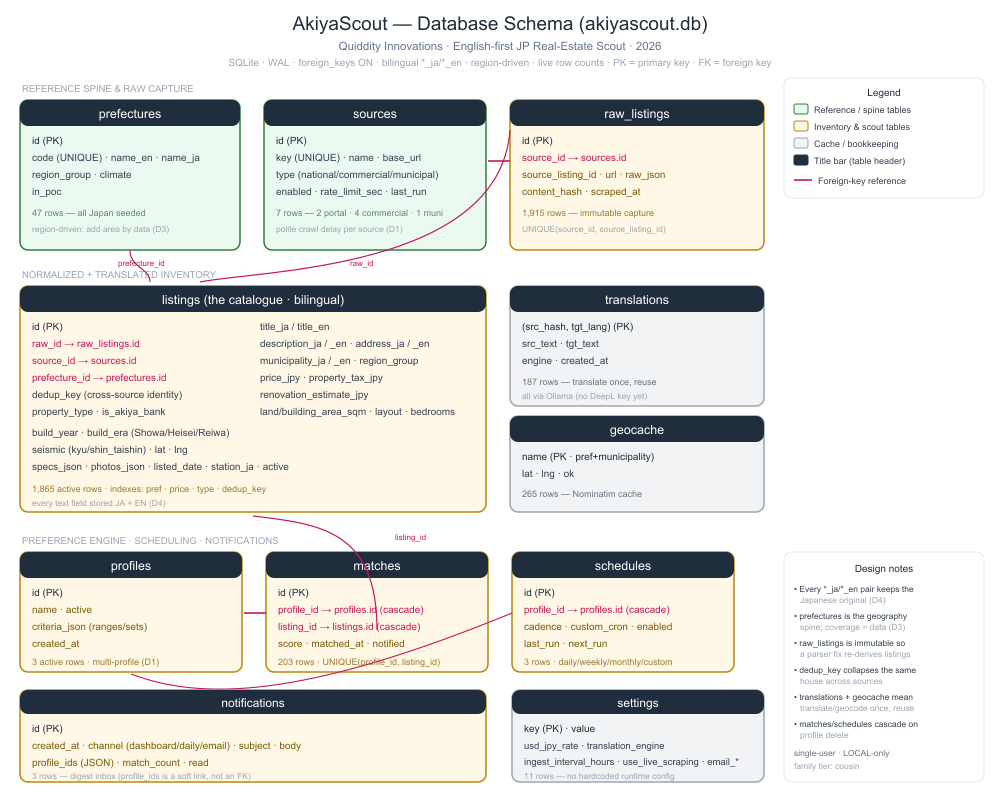 AkiyaScout — Database Schema (akiyascout.db)
Quiddity Innovations · English-first JP Real-Estate Scout · 2026
SQLite · WAL · foreign_keys ON · bilingual *_ja/*_en · region-driven · live row counts · PK = primary key · FK = foreign key
REFERENCE SPINE & RAW CAPTURE
prefectures
id (PK)
code (UNIQUE) · name_en · name_ja
region_group · climate
in_poc
47 rows — all Japan seeded
region-driven: add area by data (D3)
sources
id (PK)
key (UNIQUE) · name · base_url
type (national/commercial/municipal)
enabled · rate_limit_sec · last_run
7 rows — 2 portal · 4 commercial · 1 muni
polite crawl delay per source (D1)
raw_listings
id (PK)
source_id → sources.id
source_listing_id · url · raw_json
content_hash · scraped_at
1,915 rows — immutable capture
UNIQUE(source_id, source_listing_id)
Legend
Reference / spine tables
Inventory & scout tables
Cache / bookkeeping
Title bar (table header)
Foreign-key reference
prefecture_id
raw_id
NORMALIZED + TRANSLATED INVENTORY
listings (the catalogue · bilingual)
id (PK)
raw_id → raw_listings.id
source_id → sources.id
prefecture_id → prefectures.id
dedup_key (cross-source identity)
property_type · is_akiya_bank
title_ja / title_en
description_ja / _en · address_ja / _en
municipality_ja / _en · region_group
price_jpy · property_tax_jpy
renovation_estimate_jpy
land/building_area_sqm · layout · bedrooms
build_year · build_era (Showa/Heisei/Reiwa)
seismic (kyu/shin_taishin) · lat · lng
specs_json · photos_json · listed_date · station_ja · active
1,865 active rows · indexes: pref · price · type · dedup_key
every text field stored JA + EN (D4)
translations
(src_hash, tgt_lang) (PK)
src_text · tgt_text
engine · created_at
187 rows — translate once, reuse
all via Ollama (no DeepL key yet)
geocache
name (PK · pref+municipality)
lat · lng · ok
265 rows — Nominatim cache
listing_id
PREFERENCE ENGINE · SCHEDULING · NOTIFICATIONS
profiles
id (PK)
name · active
criteria_json (ranges/sets)
created_at
3 active rows · multi-profile (D1)
matches
id (PK)
profile_id → profiles.id (cascade)
listing_id → listings.id (cascade)
score · matched_at · notified
203 rows · UNIQUE(profile_id, listing_id)
schedules
id (PK)
profile_id → profiles.id (cascade)
cadence · custom_cron · enabled
last_run · next_run
3 rows · daily/weekly/monthly/custom
notifications
id (PK)
created_at · channel (dashboard/daily/email) · subject · body
profile_ids (JSON) · match_count · read
3 rows — digest inbox (profile_ids is a soft link, not an FK)
settings
key (PK) · value
usd_jpy_rate · translation_engine
ingest_interval_hours · use_live_scraping · email_*
11 rows — no hardcoded runtime config
Design notes
• Every *_ja/*_en pair keeps the
Japanese original (D4)
• prefectures is the geography
spine; coverage = data (D3)
• raw_listings is immutable so
a parser fix re-derives listings
• dedup_key collapses the same
house across sources
• translations + geocache mean
translate/geocode once, reuse
• matches/schedules cascade on
profile delete
single-user · LOCAL-only
family tier: cousin